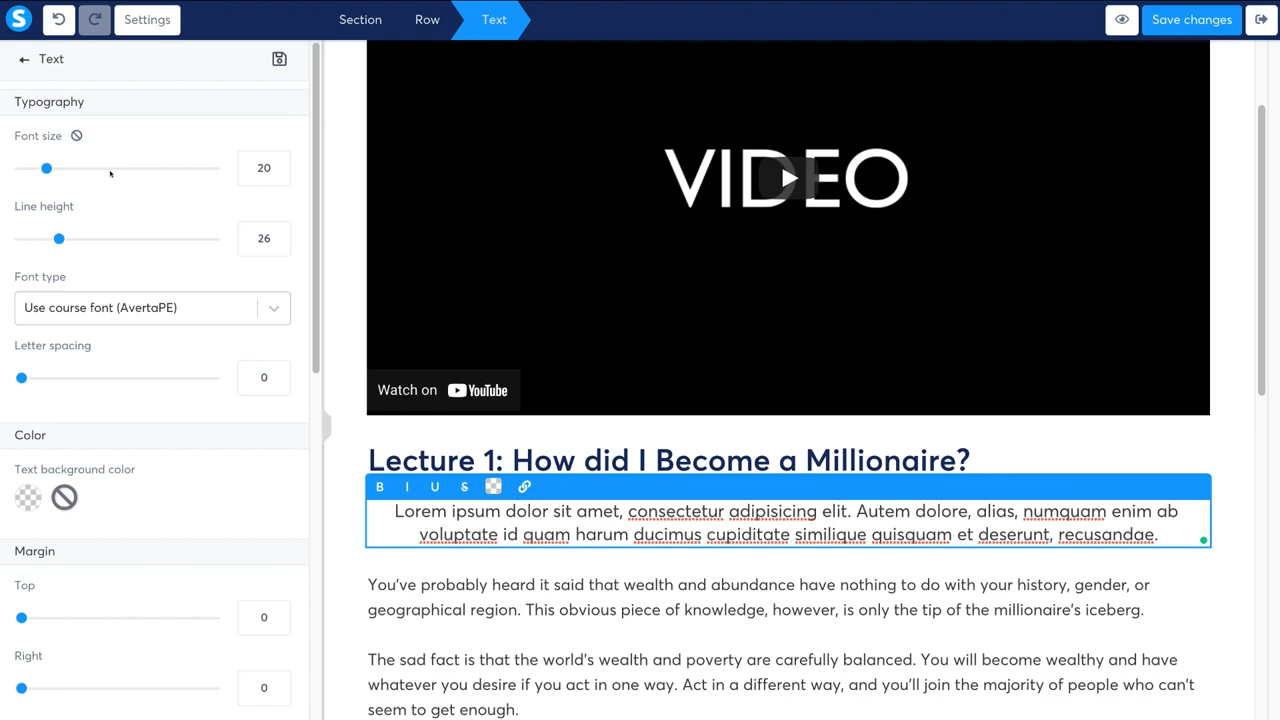 S
Settings
Section
Row
Text
Save changes
Text
Typography
Font size
20
Line height
26
Font type
Use course font (AvertaPE)
Letter spacing
0
Color
Text background color
Margin
Top
0
Right
0
VIDEO
Watch on YouTube
Lecture 1: How did I Become a Millionaire?
B I U S
Lorem ipsum dolor sit amet, consectetur adipisicing elit. Autem dolore, alias, numquam enim ab
voluptate id quam harum ducimus cupiditate similique quisquam et deserunt, recusandae.
You've probably heard it said that wealth and abundance have nothing to do with your history, gender, or
geographical region. This obvious piece of knowledge, however, is only the tip of the millionaire's iceberg.
The sad fact is that the world's wealth and poverty are carefully balanced. You will become wealthy and have
whatever you desire if you act in one way. Act in a different way, and you'll join the majority of people who can't
seem to get enough.